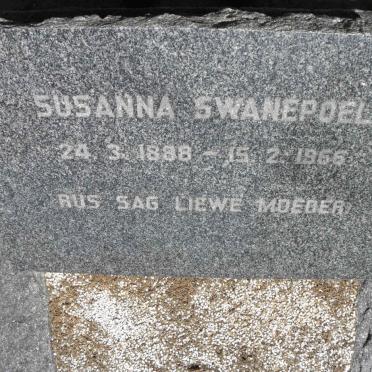 SUSANNA SWANEPOEL
24. 3. 1888 – 15. 2. 1966
RUS SAG LIEWE MOEDER